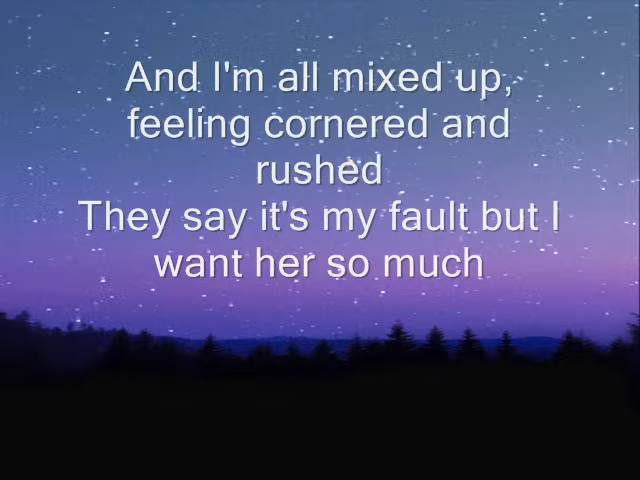 And I'm all mixed up,
feeling cornered and
rushed
They say it's my fault but I
want her so much